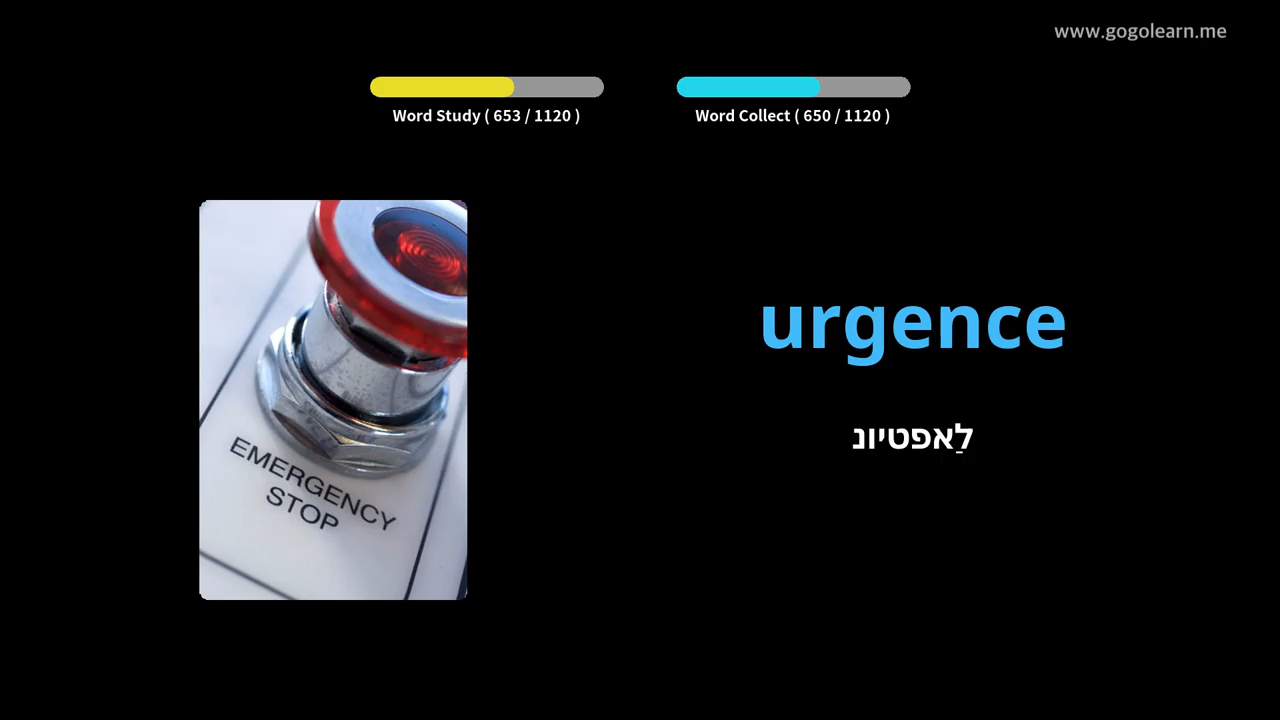 www.gogolearn.me
Word Study ( 653 / 1120 )
Word Collect ( 650 / 1120 )
urgence
לַאפטיונ
EMERGENCY
STOP